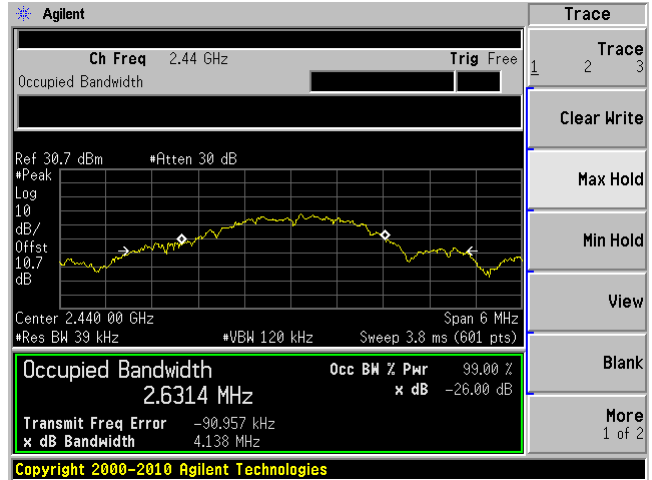 Agilent
Trace
Ch Freq 2.44 GHz Trig Free
Occupied Bandwidth
Trace
1 2 3
Clear Write
Ref 30.7 dBm #Atten 30 dB
#Peak
Log
10
dB/
Offst
10.7
dB
Max Hold
Min Hold
Center 2.440 00 GHz Span 6 MHz
#Res BW 39 kHz #VBW 120 kHz Sweep 3.8 ms (601 pts)
View
Occupied Bandwidth
2.6314 MHz
Occ BW % Pwr 99.00 %
x dB -26.00 dB
Transmit Freq Error -90.957 kHz
x dB Bandwidth 4.138 MHz
Blank
More
1 of 2
Copyright 2000-2010 Agilent Technologies